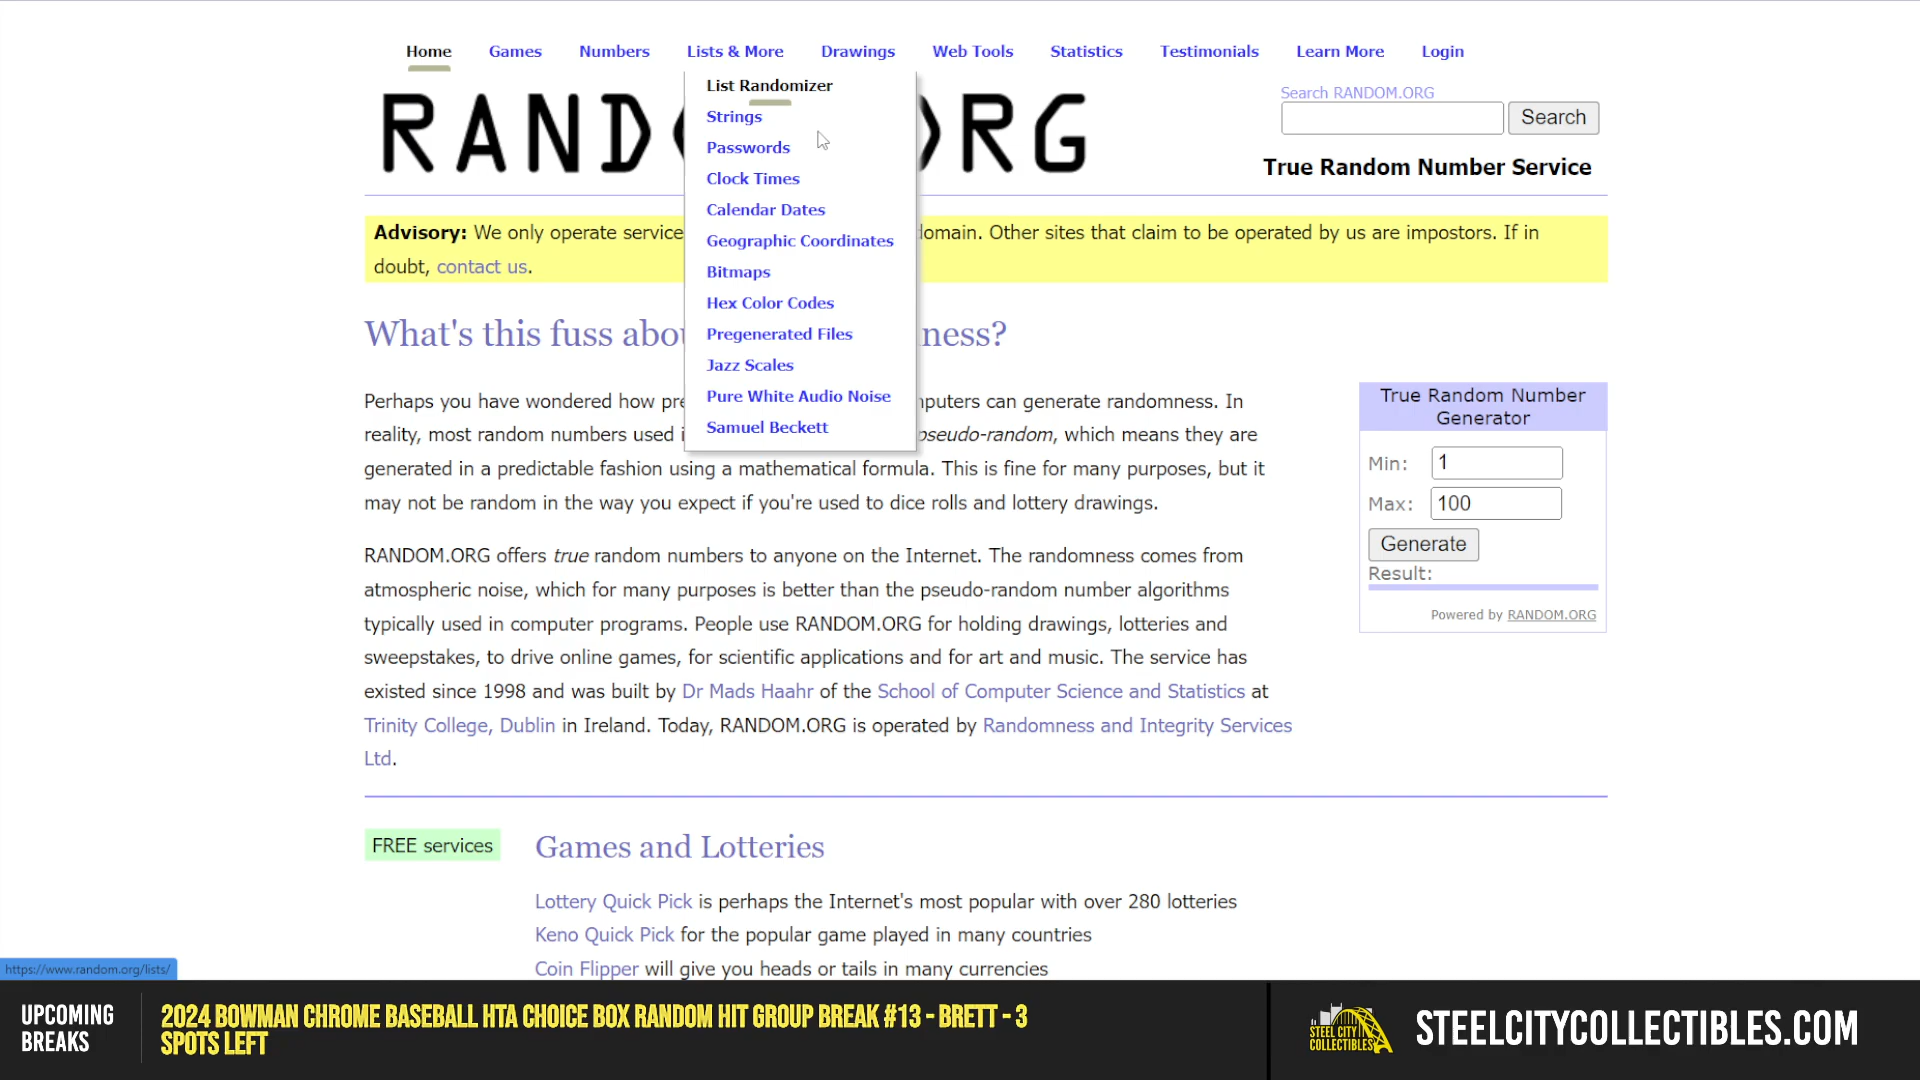 Home Games Numbers Lists & More Drawings Web Tools Statistics Testimonials Learn More Login
List Randomizer
Strings
Passwords
Clock Times
Calendar Dates
Geographic Coordinates
Bitmaps
Hex Color Codes
Pregenerated Files
Jazz Scales
Pure White Audio Noise
Samuel Beckett
RAND RG
Search RANDOM.ORG
Search
True Random Number Service
Advisory: We only operate service domain. Other sites that claim to be operated by us are impostors. If in
doubt, contact us.
What's this fuss abou ness?
Perhaps you have wondered how pre puters can generate randomness. In
reality, most random numbers used i pseudo-random, which means they are
generated in a predictable fashion using a mathematical formula. This is fine for many purposes, but it
may not be random in the way you expect if you're used to dice rolls and lottery drawings.
RANDOM.ORG offers true random numbers to anyone on the Internet. The randomness comes from
atmospheric noise, which for many purposes is better than the pseudo-random number algorithms
typically used in computer programs. People use RANDOM.ORG for holding drawings, lotteries and
sweepstakes, to drive online games, for scientific applications and for art and music. The service has
existed since 1998 and was built by Dr Mads Haahr of the School of Computer Science and Statistics at
Trinity College, Dublin in Ireland. Today, RANDOM.ORG is operated by Randomness and Integrity Services
Ltd.
True Random Number
Generator
Min: 1
Max: 100
Generate
Result:
Powered by RANDOM.ORG
FREE services
Games and Lotteries
Lottery Quick Pick is perhaps the Internet's most popular with over 280 lotteries
Keno Quick Pick for the popular game played in many countries
Coin Flipper will give you heads or tails in many currencies
https://www.random.org/lists/
UPCOMING
BREAKS
2024 BOWMAN CHROME BASEBALL HTA CHOICE BOX RANDOM HIT GROUP BREAK #13 - BRETT - 3
SPOTS LEFT
STEEL CITY
COLLECTIBLES
STEELCITYCOLLECTIBLES.COM